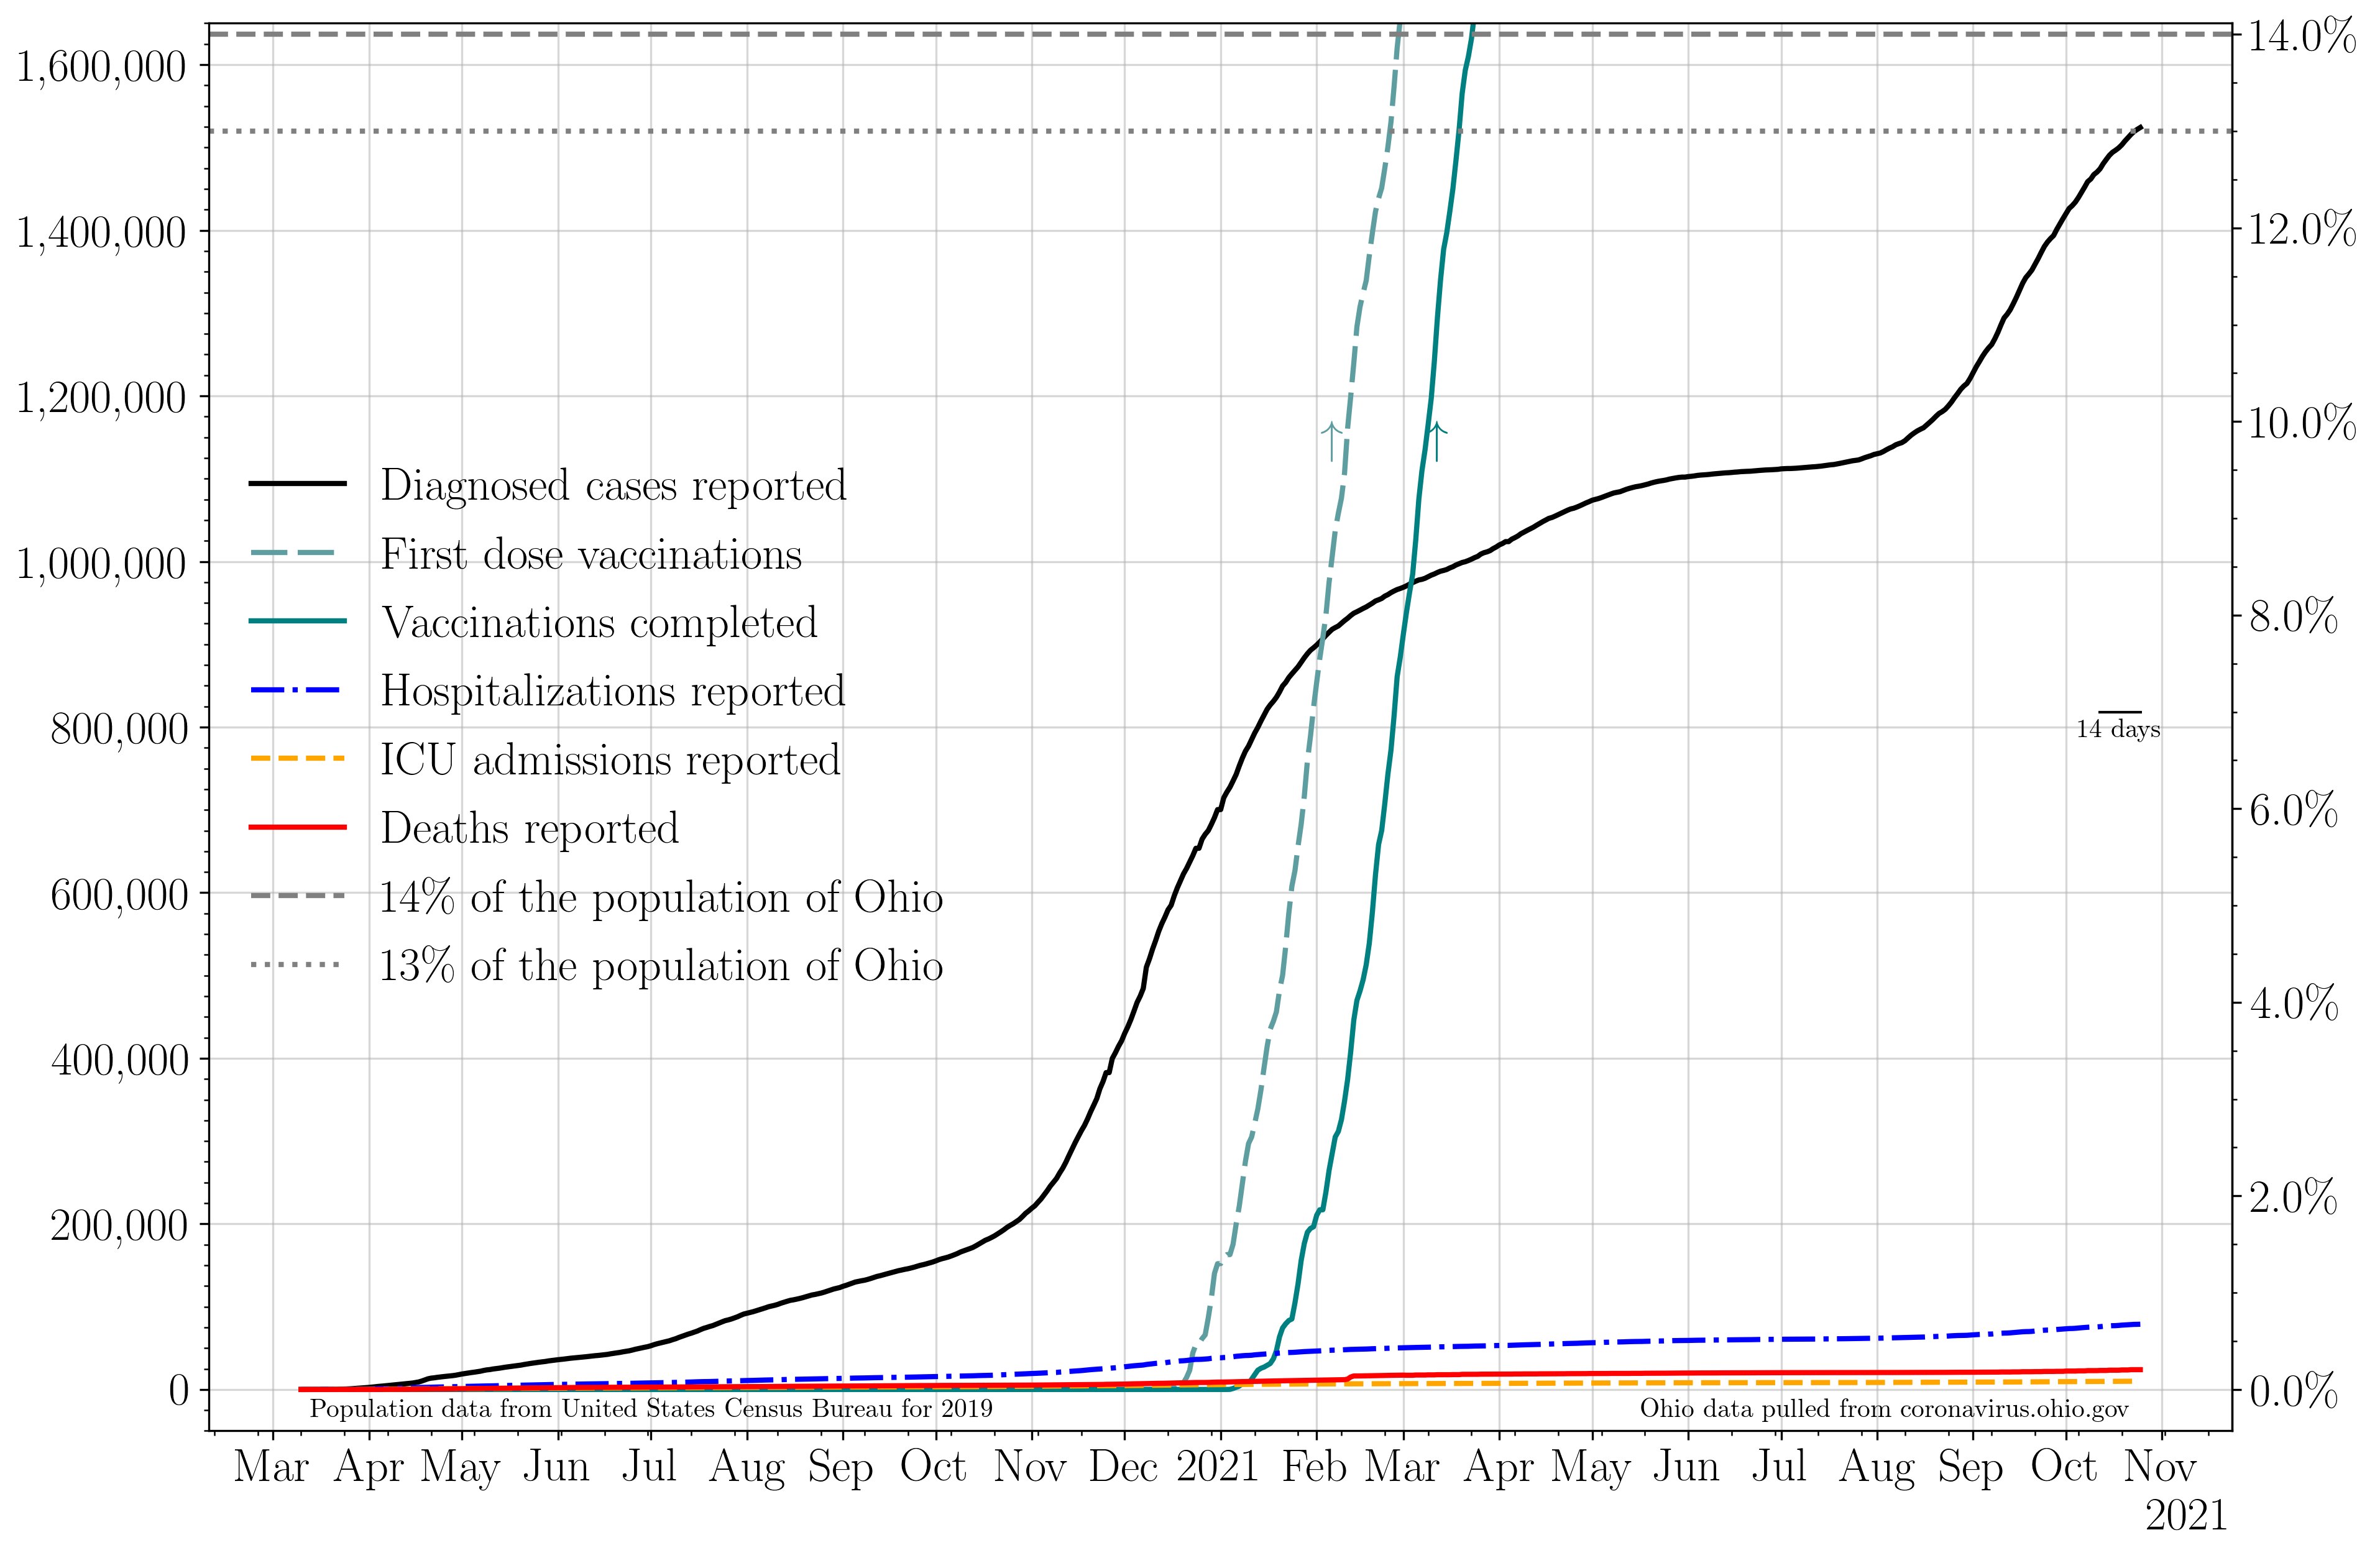 1,600,000
1,400,000
1,200,000
1,000,000
800,000
600,000
400,000
200,000
0
14.0%
12.0%
10.0%
8.0%
6.0%
4.0%
2.0%
0.0%
↑ ↑
Diagnosed cases reported
First dose vaccinations
Vaccinations completed
Hospitalizations reported
ICU admissions reported
Deaths reported
14% of the population of Ohio
13% of the population of Ohio
14 days
Population data from United States Census Bureau for 2019
Ohio data pulled from coronavirus.ohio.gov
Mar Apr May Jun Jul Aug Sep Oct Nov Dec 2021 Feb Mar Apr May Jun Jul Aug Sep Oct Nov
2021